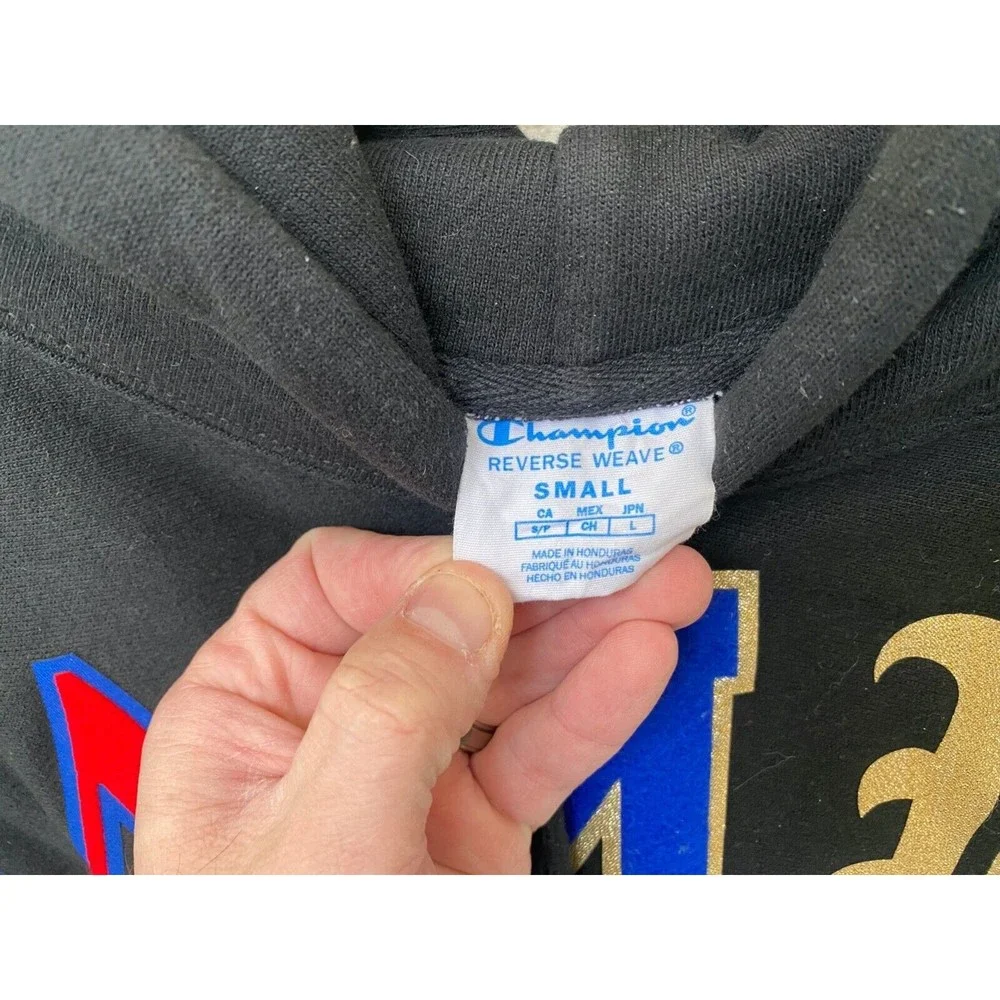 Champion®
REVERSE WEAVE®
SMALL
CA MEX JPN
S/P CH L
MADE IN HONDURAS
FABRIQUÉ AU HONDURAS
HECHO EN HONDURAS